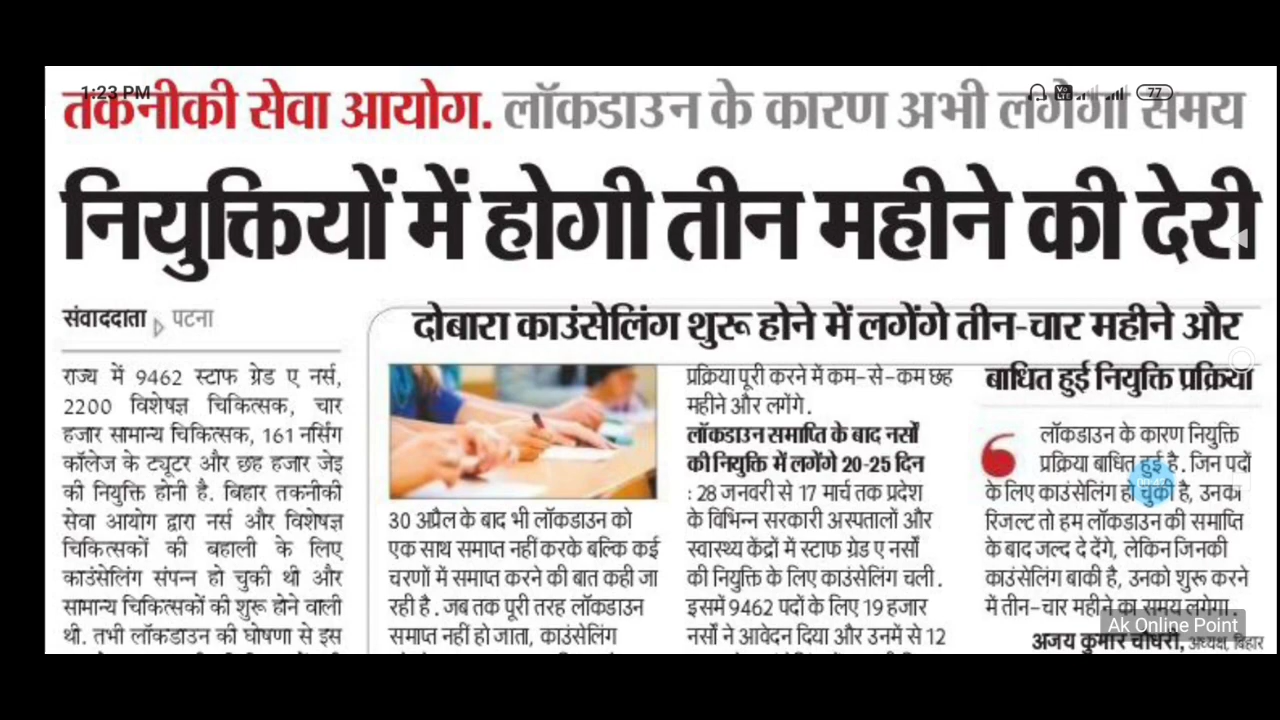 1:23 PM
77
तकनीकी सेवा आयोग. लॉकडाउन के कारण अभी लगेगा समय
नियुक्तियों में होगी तीन महीने की देरी
संवाददाता पटना
राज्य में 9462 स्टाफ ग्रेड ए नर्स,
2200 विशेषज्ञ चिकित्सक, चार
हजार सामान्य चिकित्सक, 161 नर्सिंग
कॉलेज के ट्यूटर और छह हजार जेइ
की नियुक्ति होनी है. बिहार तकनीकी
सेवा आयोग द्वारा नर्स और विशेषज्ञ
चिकित्सकों की बहाली के लिए
काउंसेलिंग संपन्न हो चुकी थी और
सामान्य चिकित्सकों की शुरू होने वाली
थी. तभी लॉकडाउन की घोषणा से इस
दोबारा काउंसेलिंग शुरू होने में लगेंगे तीन-चार महीने और
30 अप्रैल के बाद भी लॉकडाउन को
एक साथ समाप्त नहीं करके बल्कि कई
चरणों में समाप्त करने की बात कही जा
रही है. जब तक पूरी तरह लॉकडाउन
समाप्त नहीं हो जाता, काउंसेलिंग
प्रक्रिया पूरी करने में कम-से-कम छह
महीने और लगेंगे.
लॉकडाउन समाप्ति के बाद नर्सों
की नियुक्ति में लगेंगे 20-25 दिन
: 28 जनवरी से 17 मार्च तक प्रदेश
के विभिन्न सरकारी अस्पतालों और
स्वास्थ्य केंद्रों में स्टाफ ग्रेड ए नर्सों
की नियुक्ति के लिए काउंसेलिंग चली.
इसमें 9462 पदों के लिए 19 हजार
नर्सों ने आवेदन दिया और उनमें से 12
बाधित हुई नियुक्ति प्रक्रिया
लॉकडाउन के कारण नियुक्ति
प्रक्रिया बाधित हुई है. जिन पदों
के लिए काउंसेलिंग हो चुकी है, उनका
रिजल्ट तो हम लॉकडाउन की समाप्ति
के बाद जल्द दे देंगे, लेकिन जिनकी
काउंसेलिंग बाकी है, उनको शुरू करने
में तीन-चार महीने का समय लगेगा.
अजय कुमार चौधरी, अध्यक्ष, बिहार
Ak Online Point